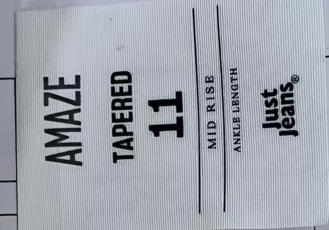 AMAZE
TAPERED
11
MID RISE
ANKLE LENGTH
Just
Jeans®